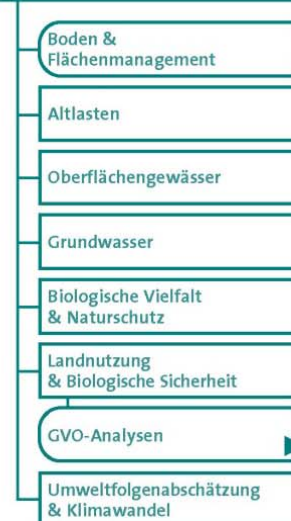 Boden &
Flächenmanagement
Altlasten
Oberflächengewässer
Grundwasser
Biologische Vielfalt
& Naturschutz
Landnutzung
& Biologische Sicherheit
GVO-Analysen
Umweltfolgenabschätzung
& Klimawandel